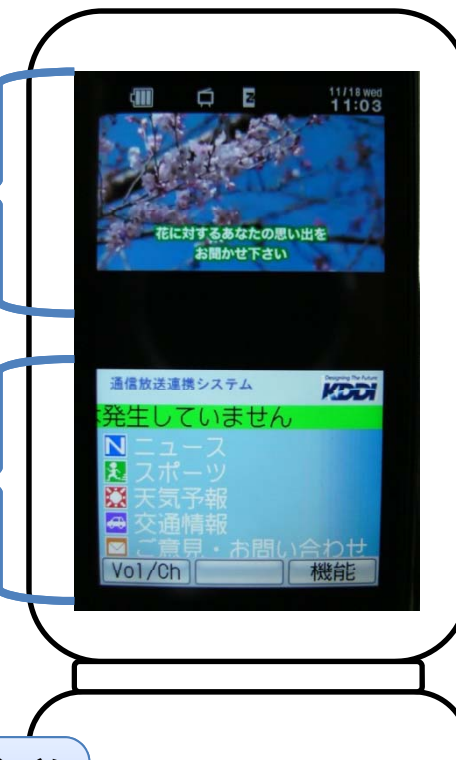 11/18 wed
11:03
花に対するあなたの思い出を
お聞かせ下さい
通信放送連携システム
Designing The Future
KDDI
は発生していません
N ニュース
スポーツ
天気予報
交通情報
ご意見・お問い合わせ
Vol/Ch
機能